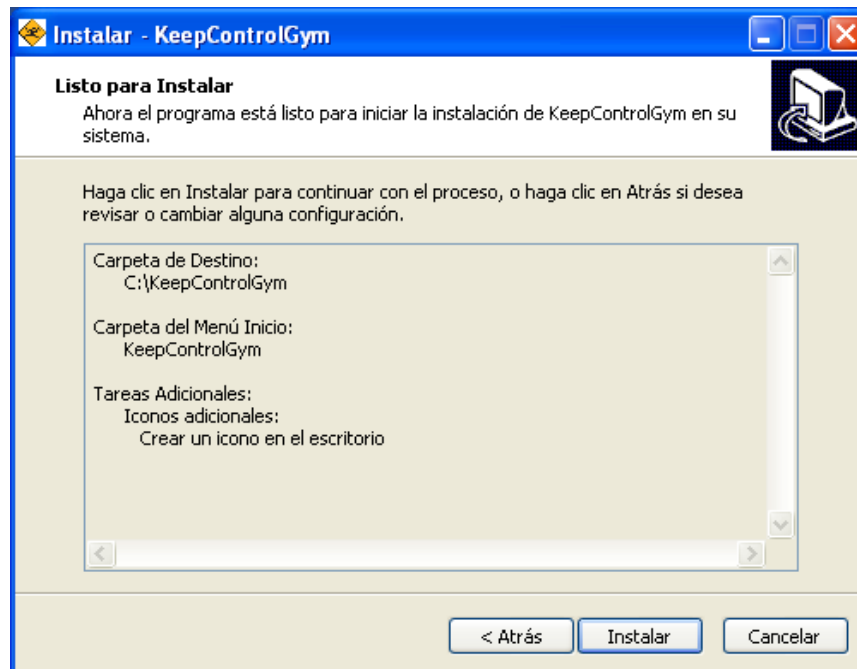 Instalar - KeepControlGym
Listo para Instalar
Ahora el programa está listo para iniciar la instalación de KeepControlGym en su
sistema.
Haga clic en Instalar para continuar con el proceso, o haga clic en Atrás si desea
revisar o cambiar alguna configuración.
Carpeta de Destino:
C:\KeepControlGym
Carpeta del Menú Inicio:
KeepControlGym
Tareas Adicionales:
Iconos adicionales:
Crear un icono en el escritorio
< Atrás
Instalar
Cancelar